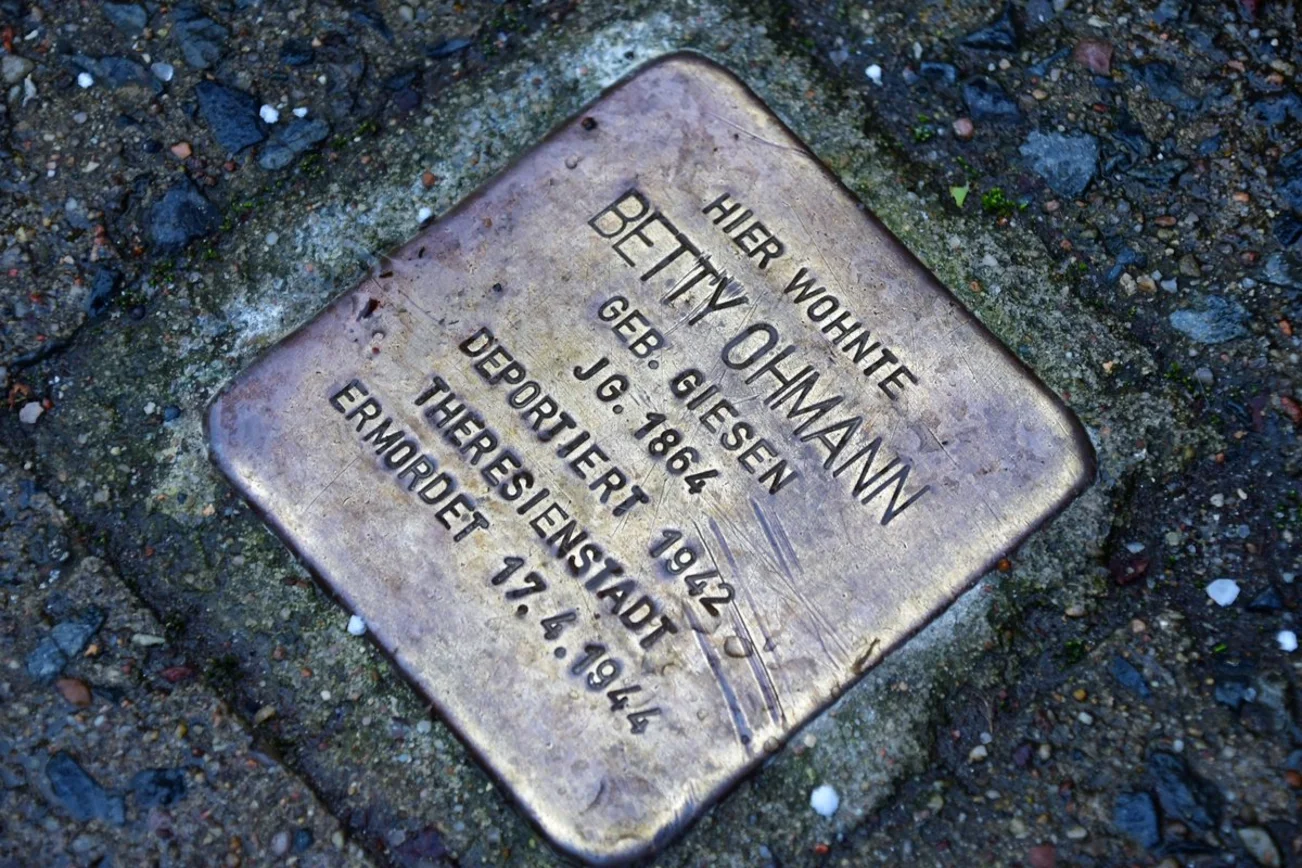 HIER WOHNTE
BETTY OHMANN
GEB. GIESEN
JG. 1864
DEPORTIERT 1942
THERESIENSTADT
ERMORDET 17.4.1944